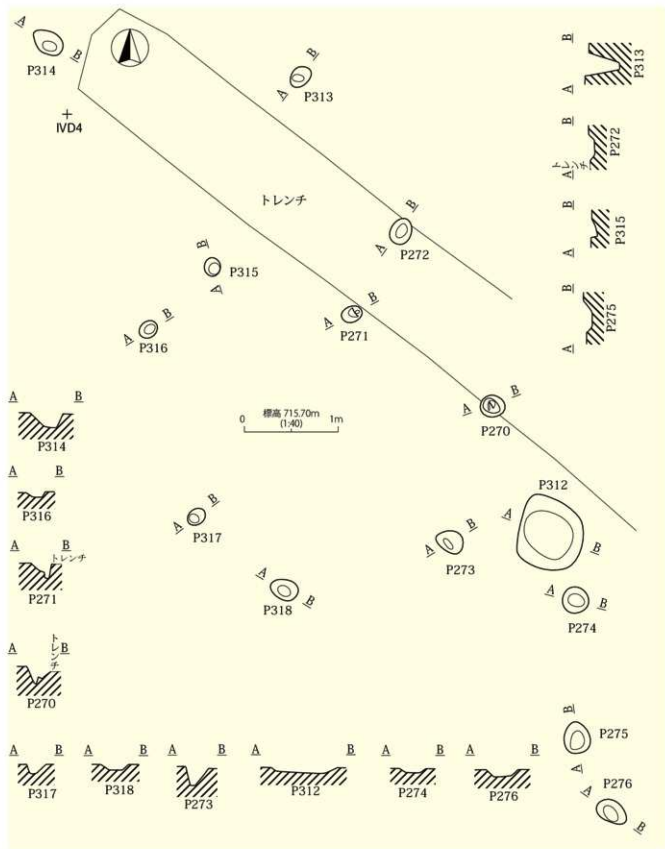 A
B
P314
+
IVD4
A
B
P313
トレンチ
A
B
P272
B
A
P315
A
B
P316
A
B
P271
A
B
P270
標高 715.70m
0 (1:40) 1m
A
B
P317
A
B
P318
A
B
P273
P312
A
B
A
B
P274
B
A
P275
A
P276
B
B
A
P313
B
A
トレンチ
P272
B
A
P315
B
A
P275
A B
P314
A B
P316
A B
トレンチ
P271
トレンチ
A B
P270
A B
P317
A B
P318
A B
P273
A B
P312
A B
P274
A B
P276